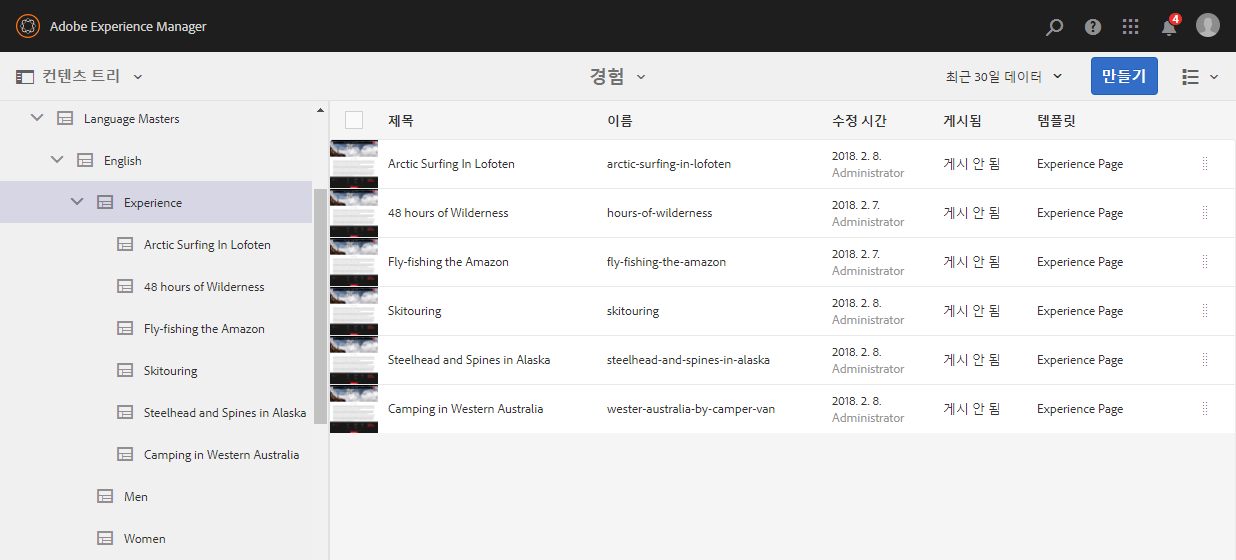 Adobe Experience Manager
4
컨텐츠 트리
경험
최근 30일 데이터
만들기
Language Masters
English
Experience
Arctic Surfing In Lofoten
48 hours of Wilderness
Fly-fishing the Amazon
Skitouring
Steelhead and Spines in Alaska
Camping in Western Australia
Men
Women
제목 이름 수정 시간 게시됨 템플릿
Arctic Surfing In Lofoten arctic-surfing-in-lofoten 2018. 2. 8. 게시 안 됨 Experience Page
Administrator
48 hours of Wilderness hours-of-wilderness 2018. 2. 7. 게시 안 됨 Experience Page
Administrator
Fly-fishing the Amazon fly-fishing-the-amazon 2018. 2. 7. 게시 안 됨 Experience Page
Administrator
Skitouring skitouring 2018. 2. 8. 게시 안 됨 Experience Page
Administrator
Steelhead and Spines in Alaska steelhead-and-spines-in-alaska 2018. 2. 8. 게시 안 됨 Experience Page
Administrator
Camping in Western Australia wester-australia-by-camper-van 2018. 2. 8. 게시 안 됨 Experience Page
Administrator